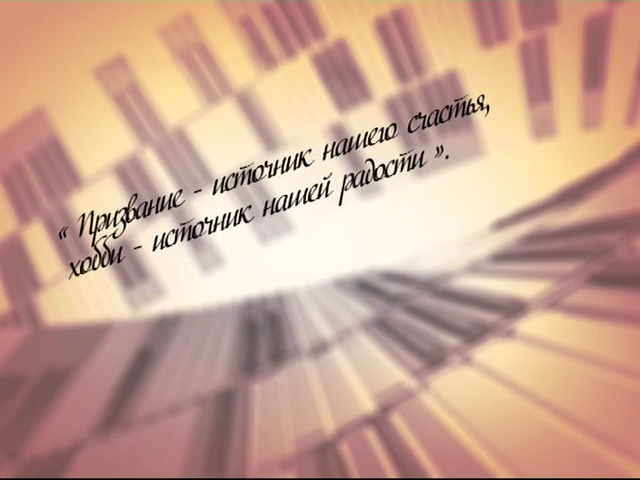 « Призвание - источник нашего счастья,
хобби - источник нашей радости ».